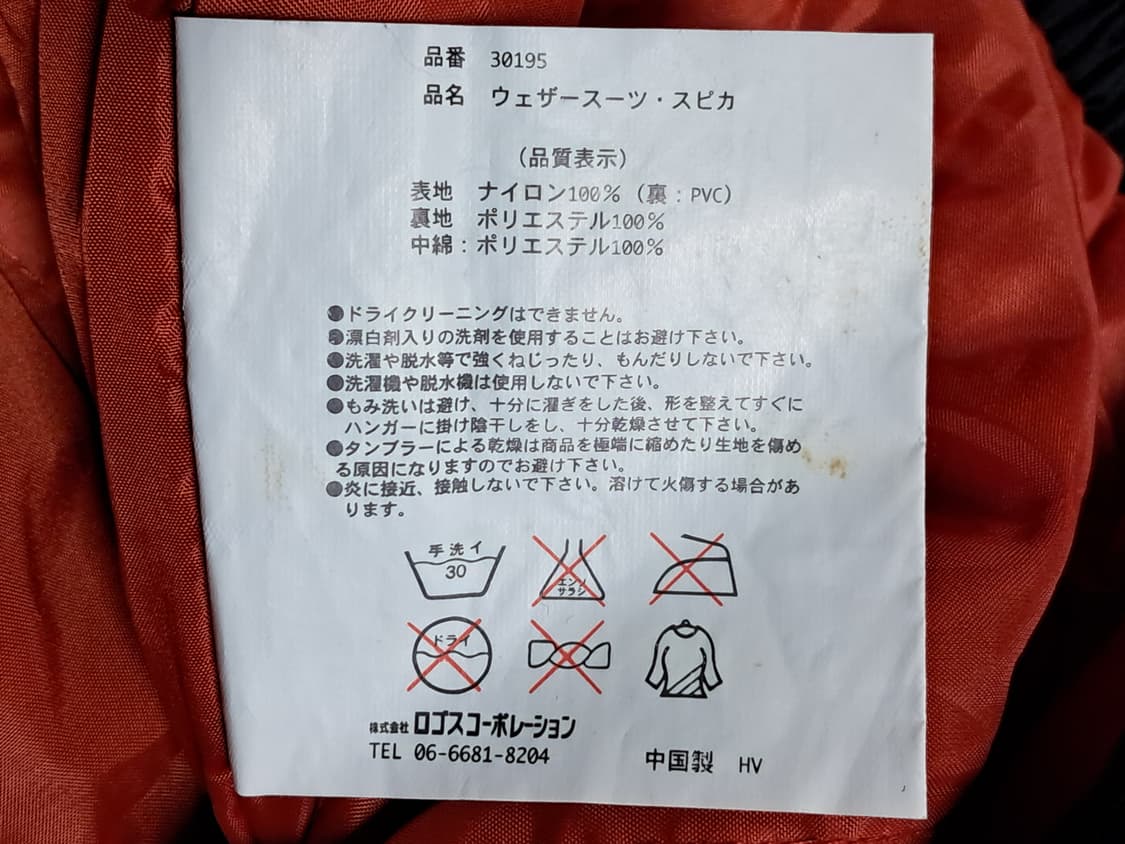 品番 30195
品名 ウェザースーツ・スピカ
(品質表示)
表地 ナイロン100% (裏:PVC)
裏地 ポリエステル100%
中綿:ポリエステル100%
●ドライクリーニングはできません。
●漂白剤入りの洗剤を使用することはお避け下さい。
●洗濯や脱水等で強くねじったり、もんだりしないで下さい。
●洗濯機や脱水機は使用しないで下さい。
●もみ洗いは避け、十分に濯ぎをした後、形を整えてすぐに
ハンガーに掛け陰干しをし、十分乾燥させて下さい。
●タンブラーによる乾燥は商品を極端に縮めたり生地を傷め
る原因になりますのでお避け下さい。
●炎に接近、接触しないで下さい。溶けて火傷する場合があ
ります。
手洗イ
30
エンソ
サラシ
ドライ
株式会社 ロゴスコーポレーション
TEL 06-6681-8204
中国製 HV